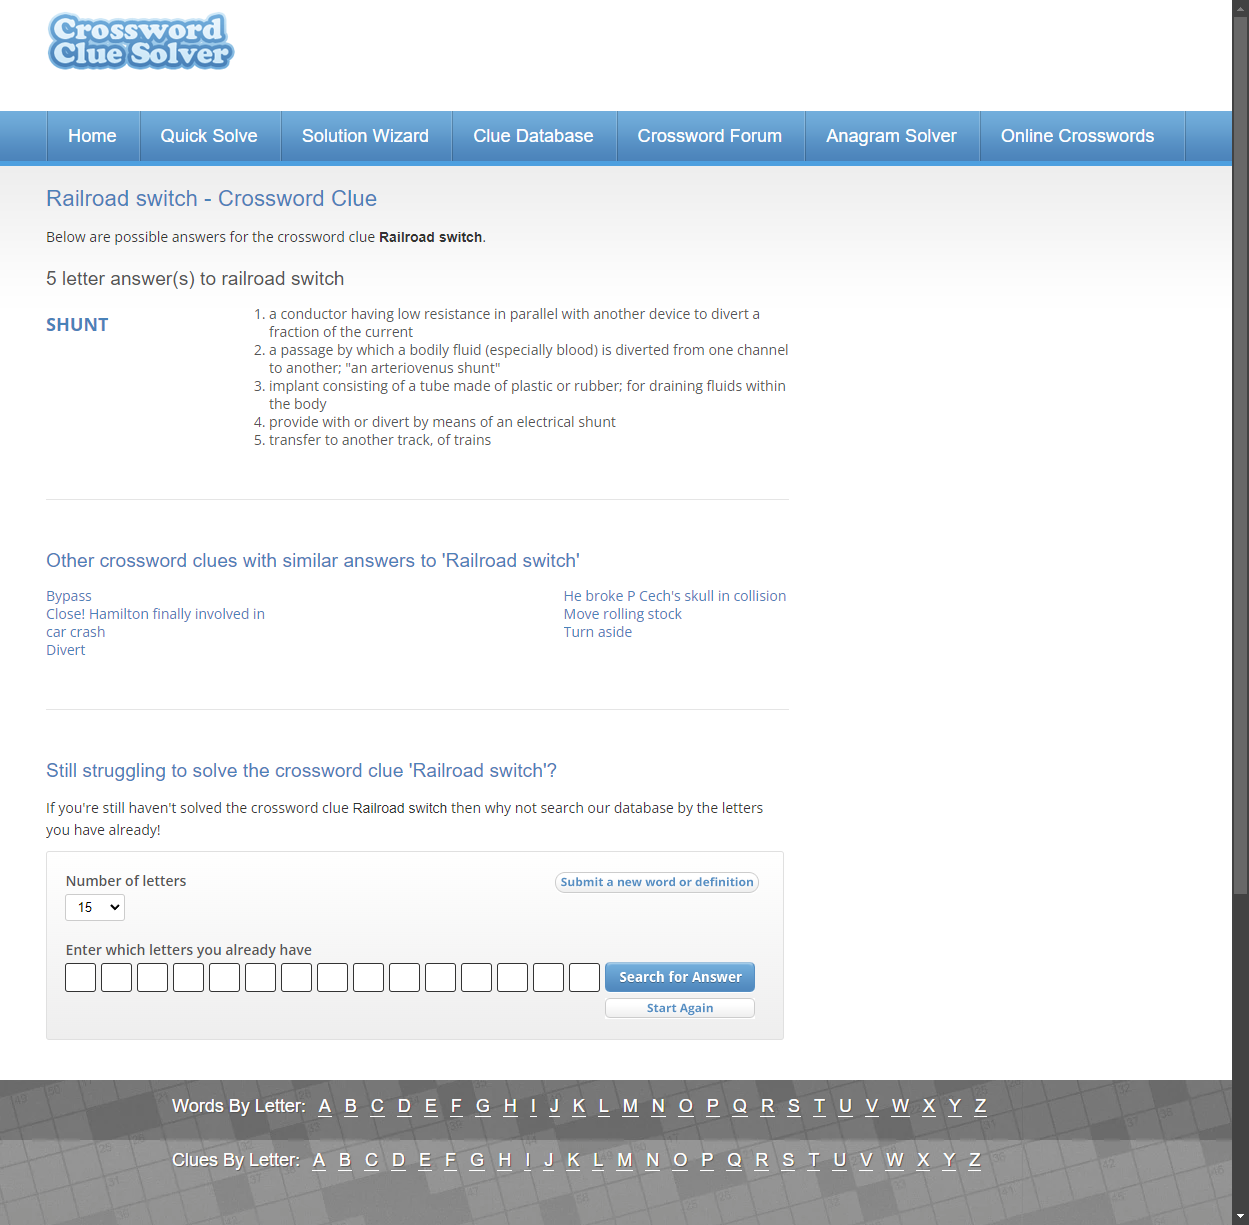 Crossword
Clue Solver
Home Quick Solve Solution Wizard Clue Database Crossword Forum Anagram Solver Online Crosswords
Railroad switch - Crossword Clue
Below are possible answers for the crossword clue Railroad switch.
5 letter answer(s) to railroad switch
SHUNT
1. a conductor having low resistance in parallel with another device to divert a
fraction of the current
2. a passage by which a bodily fluid (especially blood) is diverted from one channel
to another; "an arteriovenus shunt"
3. implant consisting of a tube made of plastic or rubber; for draining fluids within
the body
4. provide with or divert by means of an electrical shunt
5. transfer to another track, of trains
Other crossword clues with similar answers to 'Railroad switch'
Bypass
Close! Hamilton finally involved in
car crash
Divert
He broke P Cech's skull in collision
Move rolling stock
Turn aside
Still struggling to solve the crossword clue 'Railroad switch'?
If you're still haven't solved the crossword clue Railroad switch then why not search our database by the letters
you have already!
Number of letters
Submit a new word or definition
15
Enter which letters you already have
Search for Answer
Start Again
Words By Letter: A B C D E F G H I J K L M N O P Q R S T U V W X Y Z
Clues By Letter: A B C D E F G H I J K L M N O P Q R S T U V W X Y Z